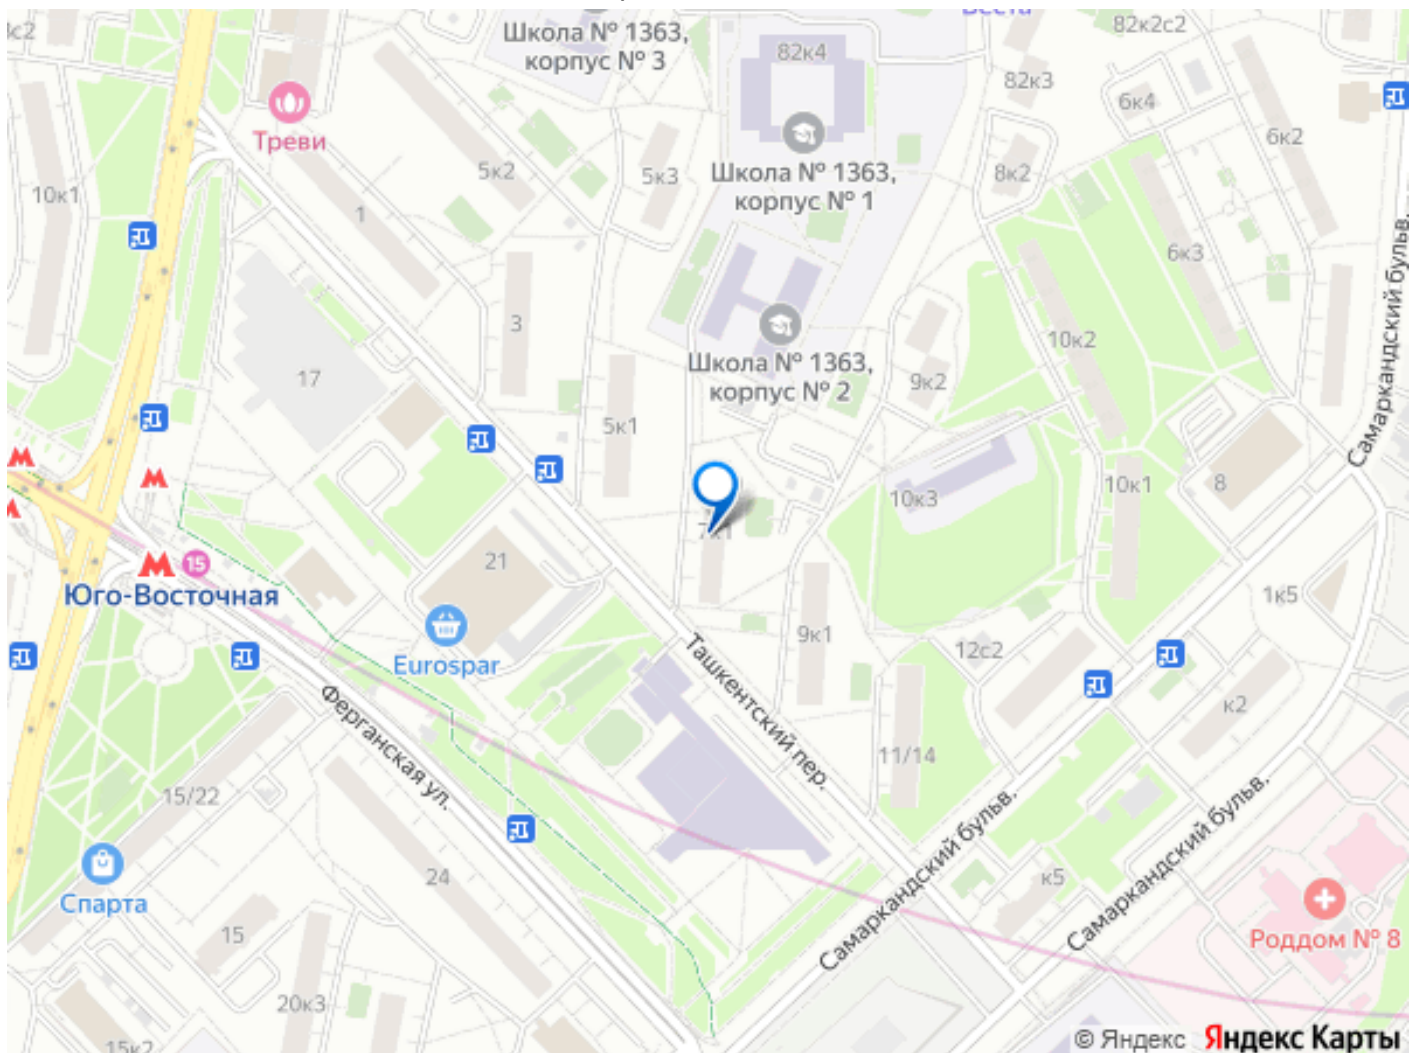 Веста
82к2с2
Школа № 1363,
корпус № 3
82к4
82к3
6к4
Треви
6к2
5к2
5к3
Школа № 1363,
корпус № 1
8к2
10к1
1
6к3
3
10к2
Школа № 1363,
корпус № 2
17
9к2
5к1
Самаркандский бульв.
10к3
10к1
8
7к1
21
15
Юго-Восточная
1к5
Eurospar
9к1
12с2
Ташкентский пер.
Ферганская ул.
к2
11/14
15/22
24
к5
Самаркандский бульв.
Самаркандский бульв.
Спарта
15
Роддом № 8
20к3
15к2
© Яндекс Яндекс Карты